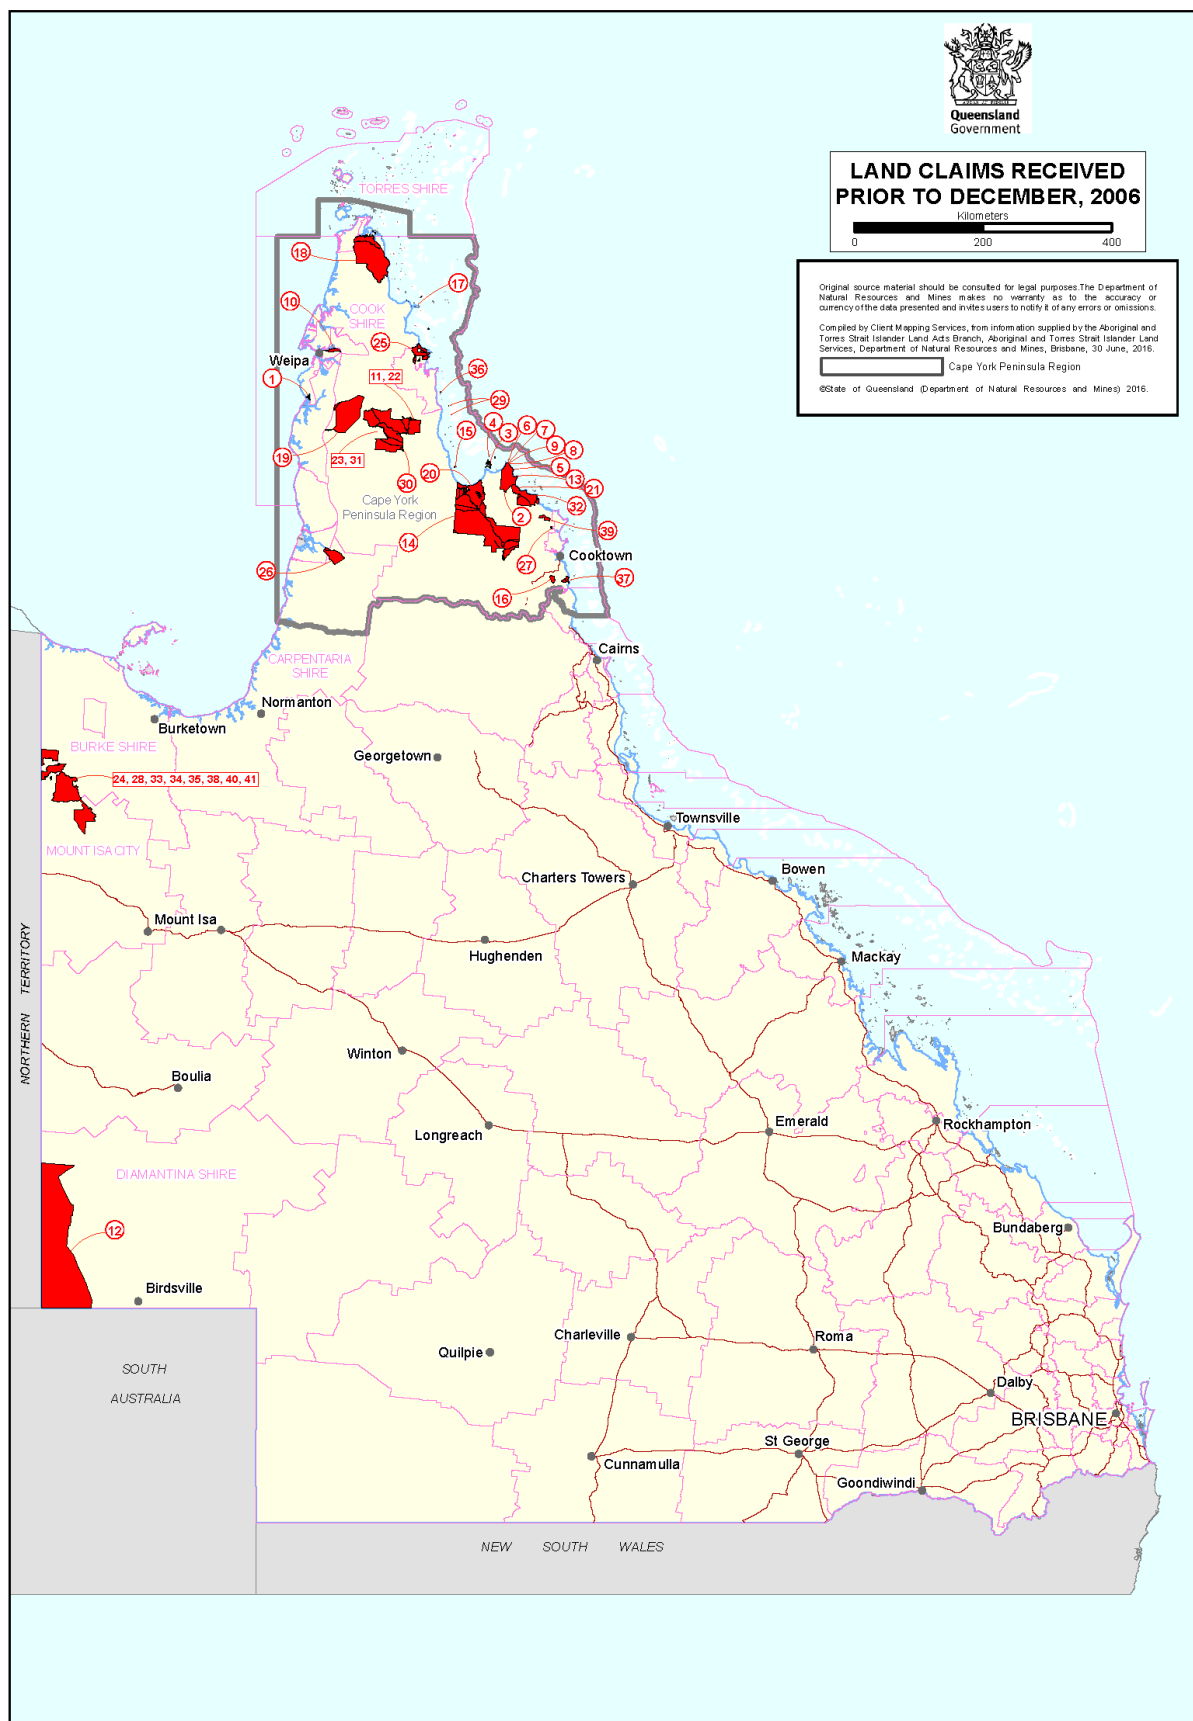 Queensland
Government
LAND CLAIMS RECEIVED
PRIOR TO DECEMBER, 2006
Kilometers
0 200 400
Original source material should be consulted for legal purposes.The Department of
Natural Resources and Mines makes no warranty as to the accuracy or
currency of the data presented and invites users to notify it of any errors or omissions.
Compiled by Client Mapping Services, from information supplied by the Aboriginal and
Torres Strait Islander Land Acts Branch, Aboriginal and Torres Strait Islander Land
Services, Department of Natural Resources and Mines, Brisbane, 30 June, 2016.
Cape York Peninsula Region
©State of Queensland (Department of Natural Resources and Mines) 2016.
TORRES SHIRE
18
17
10
COOK
SHIRE
25
Weipa
36
11, 22
1
29
4
3
6
7
9
8
15
5
19
23, 31
20
13
30
21
Cape York
Peninsula Region
32
2
39
14
Cooktown
27
26
37
16
Cairns
CARPENTARIA
SHIRE
Normanton
Burketown
BURKE SHIRE
Georgetown
24, 28, 33, 34, 35, 38, 40, 41
Townsville
MOUNT ISA CITY
Bowen
Charters Towers
Mount Isa
Hughenden
Mackay
NORTHERN TERRITORY
Winton
Boulia
Emerald
Rockhampton
Longreach
DIAMANTINA SHIRE
12
Bundaberg
Birdsville
Charleville
Roma
Quilpie
SOUTH
AUSTRALIA
Dalby
BRISBANE
St George
Cunnamulla
Goondiwindi
NEW SOUTH WALES